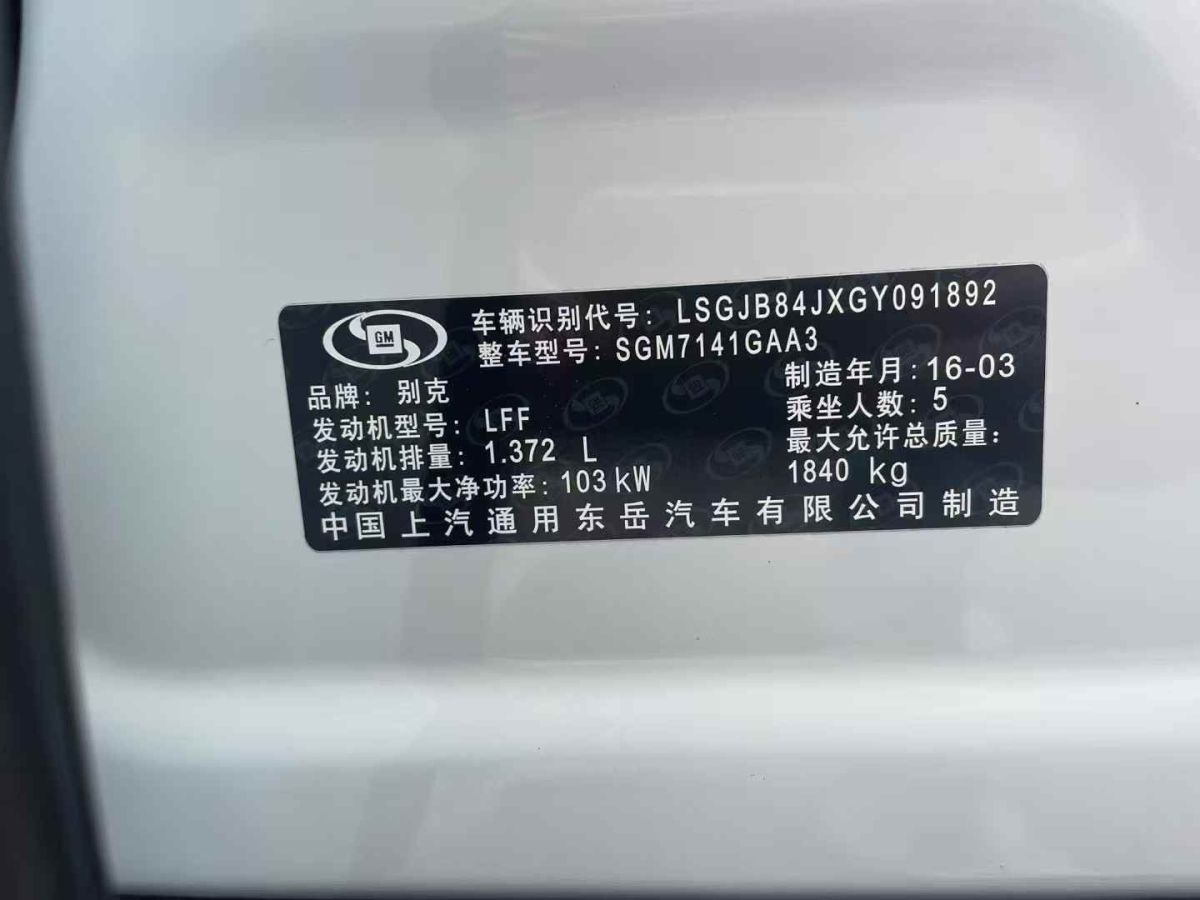 GM
车辆识别代号: LSGJB84JXGY091892
整车型号: SGM7141GAA3
品牌: 别克
制造年月: 16-03
发动机型号: LFF
乘坐人数: 5
发动机排量: 1.372 L
最大允许总质量:
1840 kg
发动机最大净功率: 103 kW
中国上汽通用东岳汽车有限公司制造